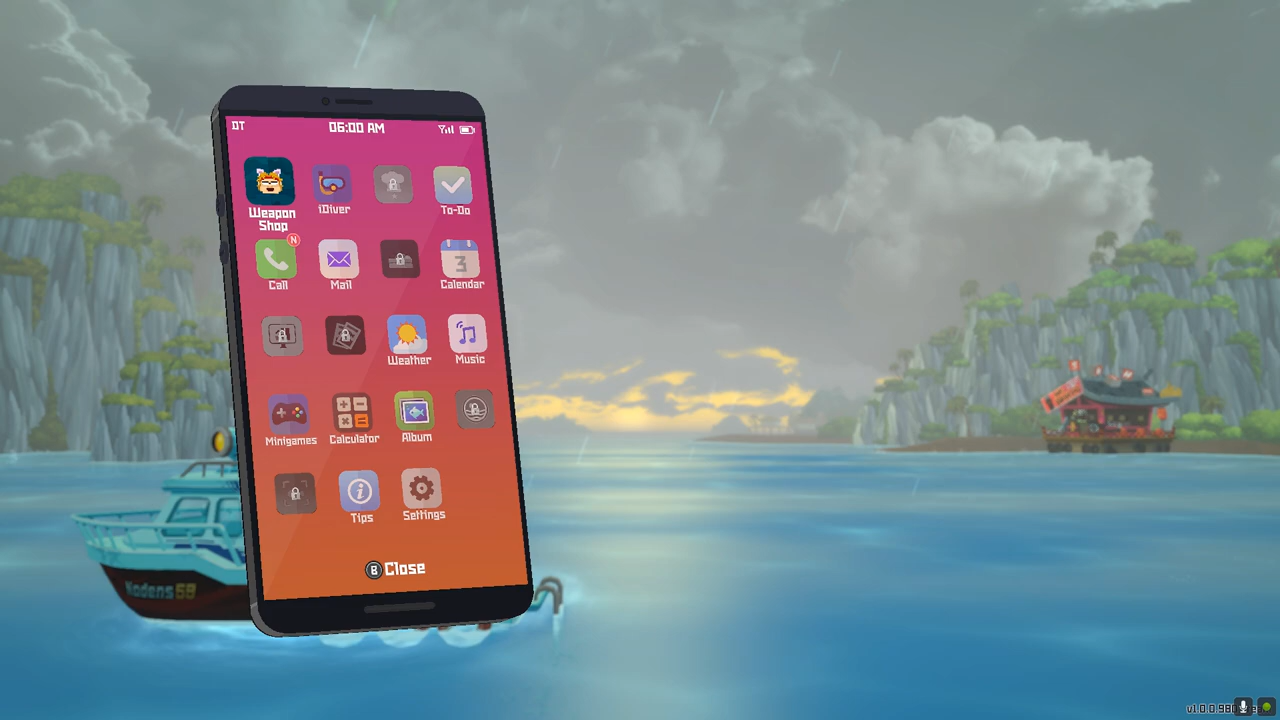 DT
06:00 AM
Weapon
Shop
iDiver
To-Do
N
Call
Mail
3
Calendar
Weather
Music
Minigames
Calculator
Album
Tips
Settings
B Close
Kodens 58